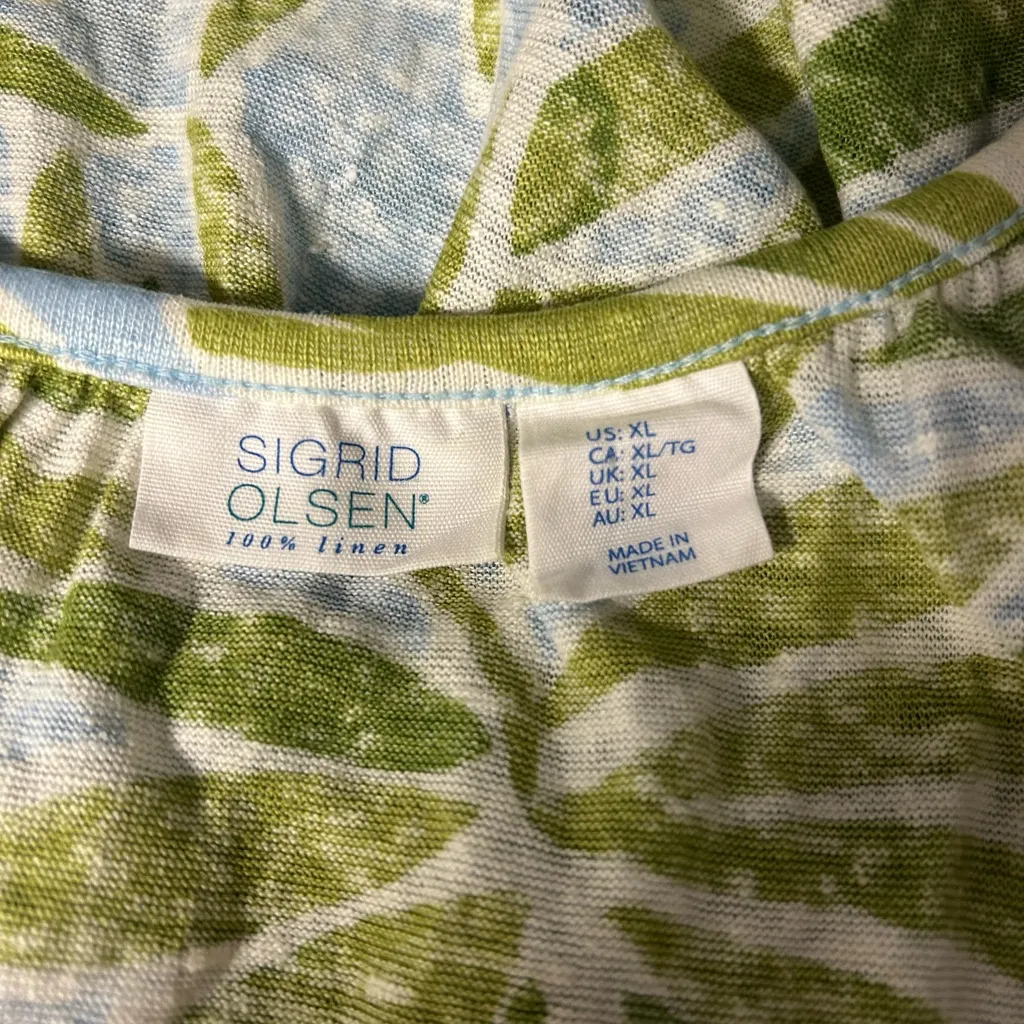 SIGRID
OLSEN®
100% linen
US: XL
CA: XL/TG
UK: XL
EU: XL
AU: XL
MADE IN
VIETNAM